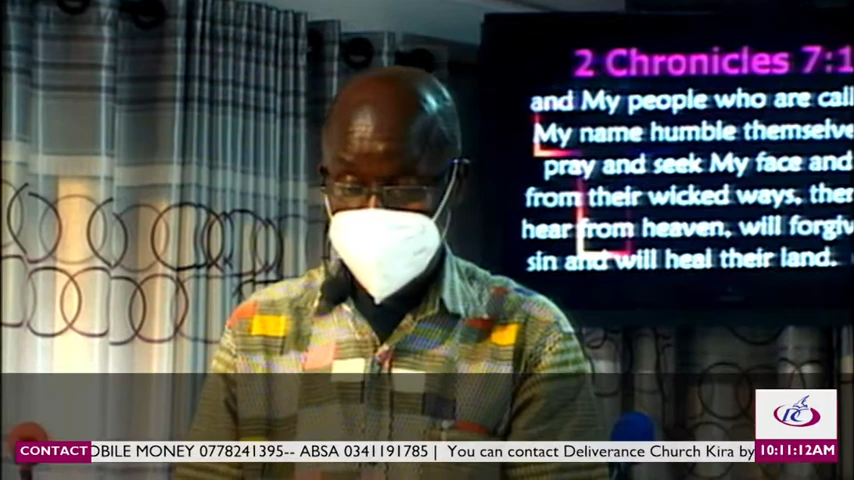 2 Chronicles 7:1
and My people who are call
My name humble themselve
pray and seek My face and
from their wicked ways, then
hear from heaven, will forgiv
sin and will heal their land.
CONTACT OBILE MONEY 0778241395-- ABSA 0341191785 | You can contact Deliverance Church Kira by 10:11:12AM